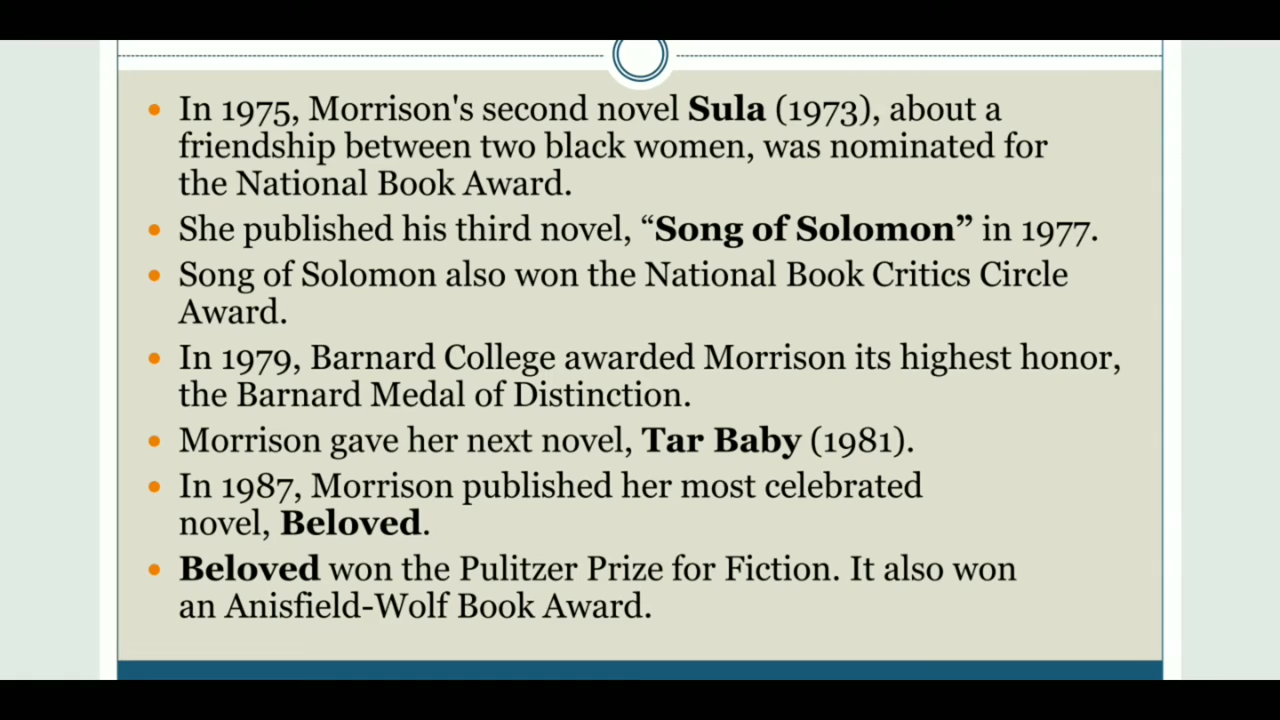 In 1975, Morrison's second novel Sula (1973), about a
friendship between two black women, was nominated for
the National Book Award.
She published his third novel, “Song of Solomon” in 1977.
Song of Solomon also won the National Book Critics Circle
Award.
In 1979, Barnard College awarded Morrison its highest honor,
the Barnard Medal of Distinction.
Morrison gave her next novel, Tar Baby (1981).
In 1987, Morrison published her most celebrated
novel, Beloved.
Beloved won the Pulitzer Prize for Fiction. It also won
an Anisfield-Wolf Book Award.